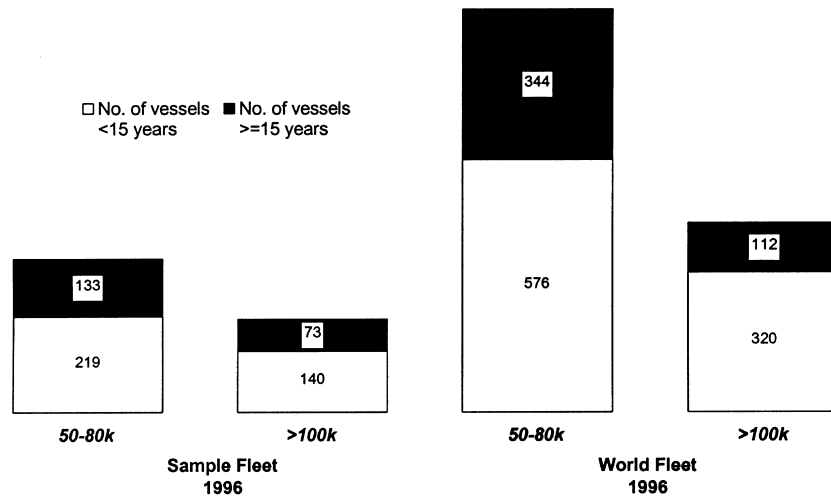 No. of vessels <15 years
No. of vessels >=15 years
133
219
73
140
344
576
112
320
50-80k
>100k
50-80k
>100k
Sample Fleet
1996
World Fleet
1996